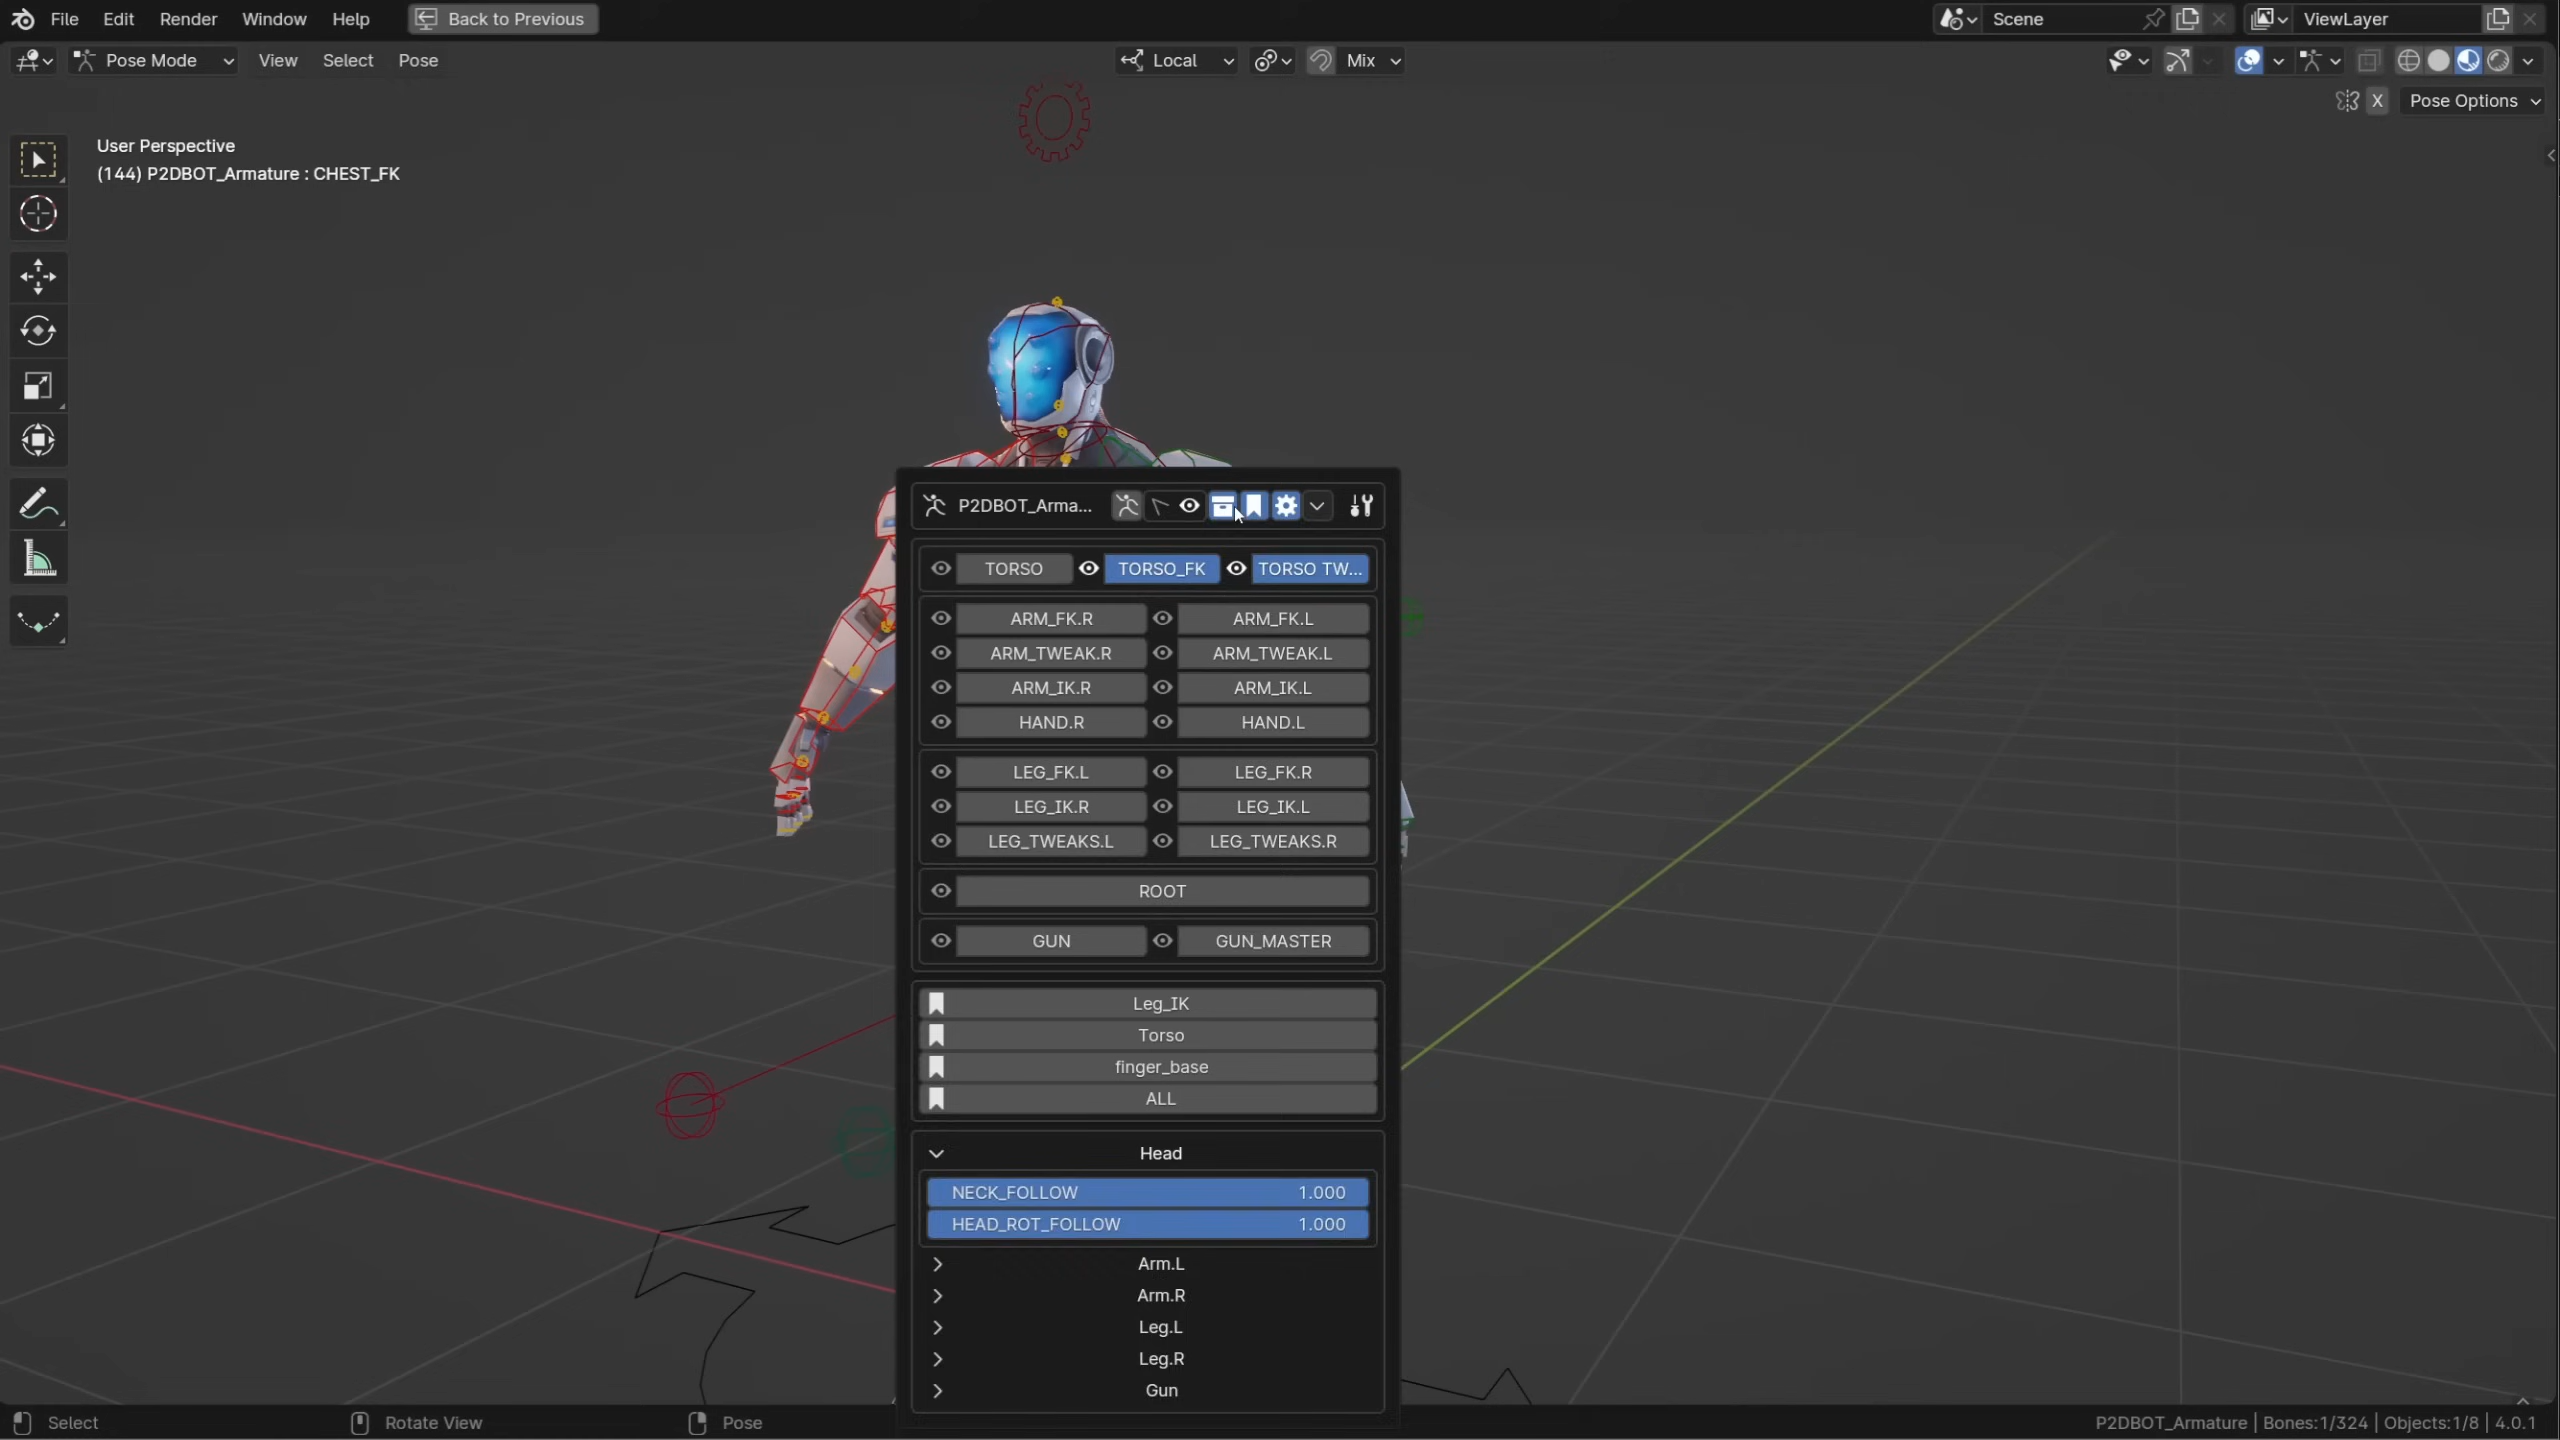 File Edit Render Window Help Back to Previous Scene ViewLayer
Pose Mode View Select Pose Local Mix
X Pose Options
User Perspective
(144) P2DBOT_Armature : CHEST_FK
P2DBOT_Arma...
TORSO TORSO_FK TORSO TW...
ARM_FK.R ARM_FK.L
ARM_TWEAK.R ARM_TWEAK.L
ARM_IK.R ARM_IK.L
HAND.R HAND.L
LEG_FK.L LEG_FK.R
LEG_IK.R LEG_IK.L
LEG_TWEAKS.L LEG_TWEAKS.R
ROOT
GUN GUN_MASTER
Leg_IK
Torso
finger_base
ALL
Head
NECK_FOLLOW 1.000
HEAD_ROT_FOLLOW 1.000
Arm.L
Arm.R
Leg.L
Leg.R
Gun
Select Rotate View Pose P2DBOT_Armature | Bones:1/324 | Objects:1/8 | 4.0.1